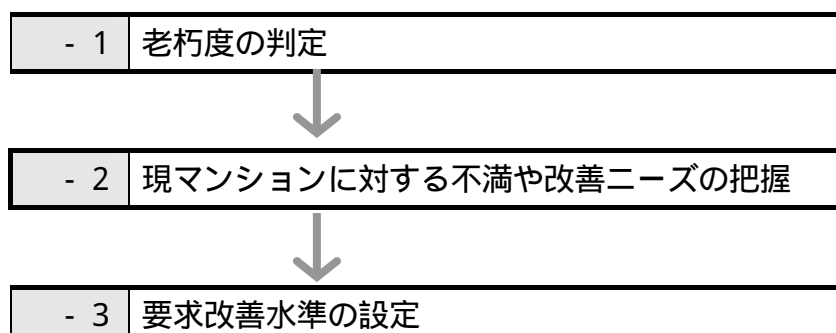 - 1 老朽度の判定
- 2 現マンションに対する不満や改善ニーズの把握
- 3 要求改善水準の設定